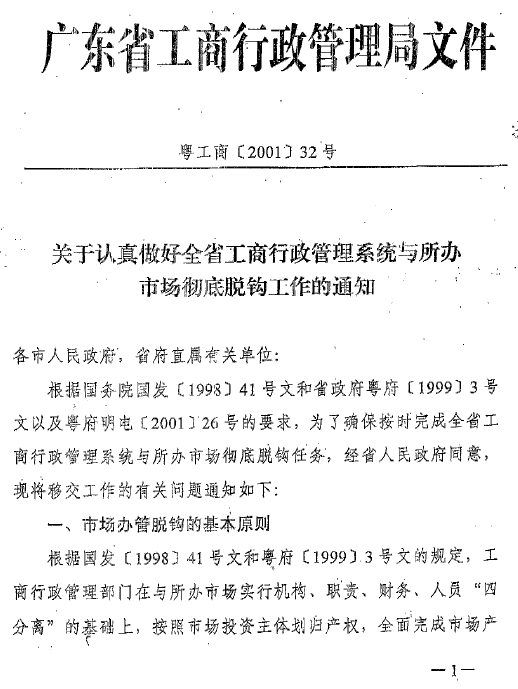 广东省工商行政管理局文件
粤工商〔2001〕32号
关于认真做好全省工商行政管理系统与所办
市场彻底脱钩工作的通知
各市人民政府，省府直属有关单位：
根据国务院国发〔1998〕41号文和省政府粤府〔1999〕3号
文以及粤府明电〔2001〕26号的要求，为了确保按时完成全省工
商行政管理系统与所办市场彻底脱钩任务，经省人民政府同意，
现将移交工作的有关问题通知如下：
一、市场办管脱钩的基本原则
根据国发〔1998〕41号文和粤府〔1999〕3号文的规定，工
商行政管理部门在与所办市场实行机构、职责、财务、人员“四
分离”的基础上，按照市场投资主体划归产权，全面完成市场产
—1—